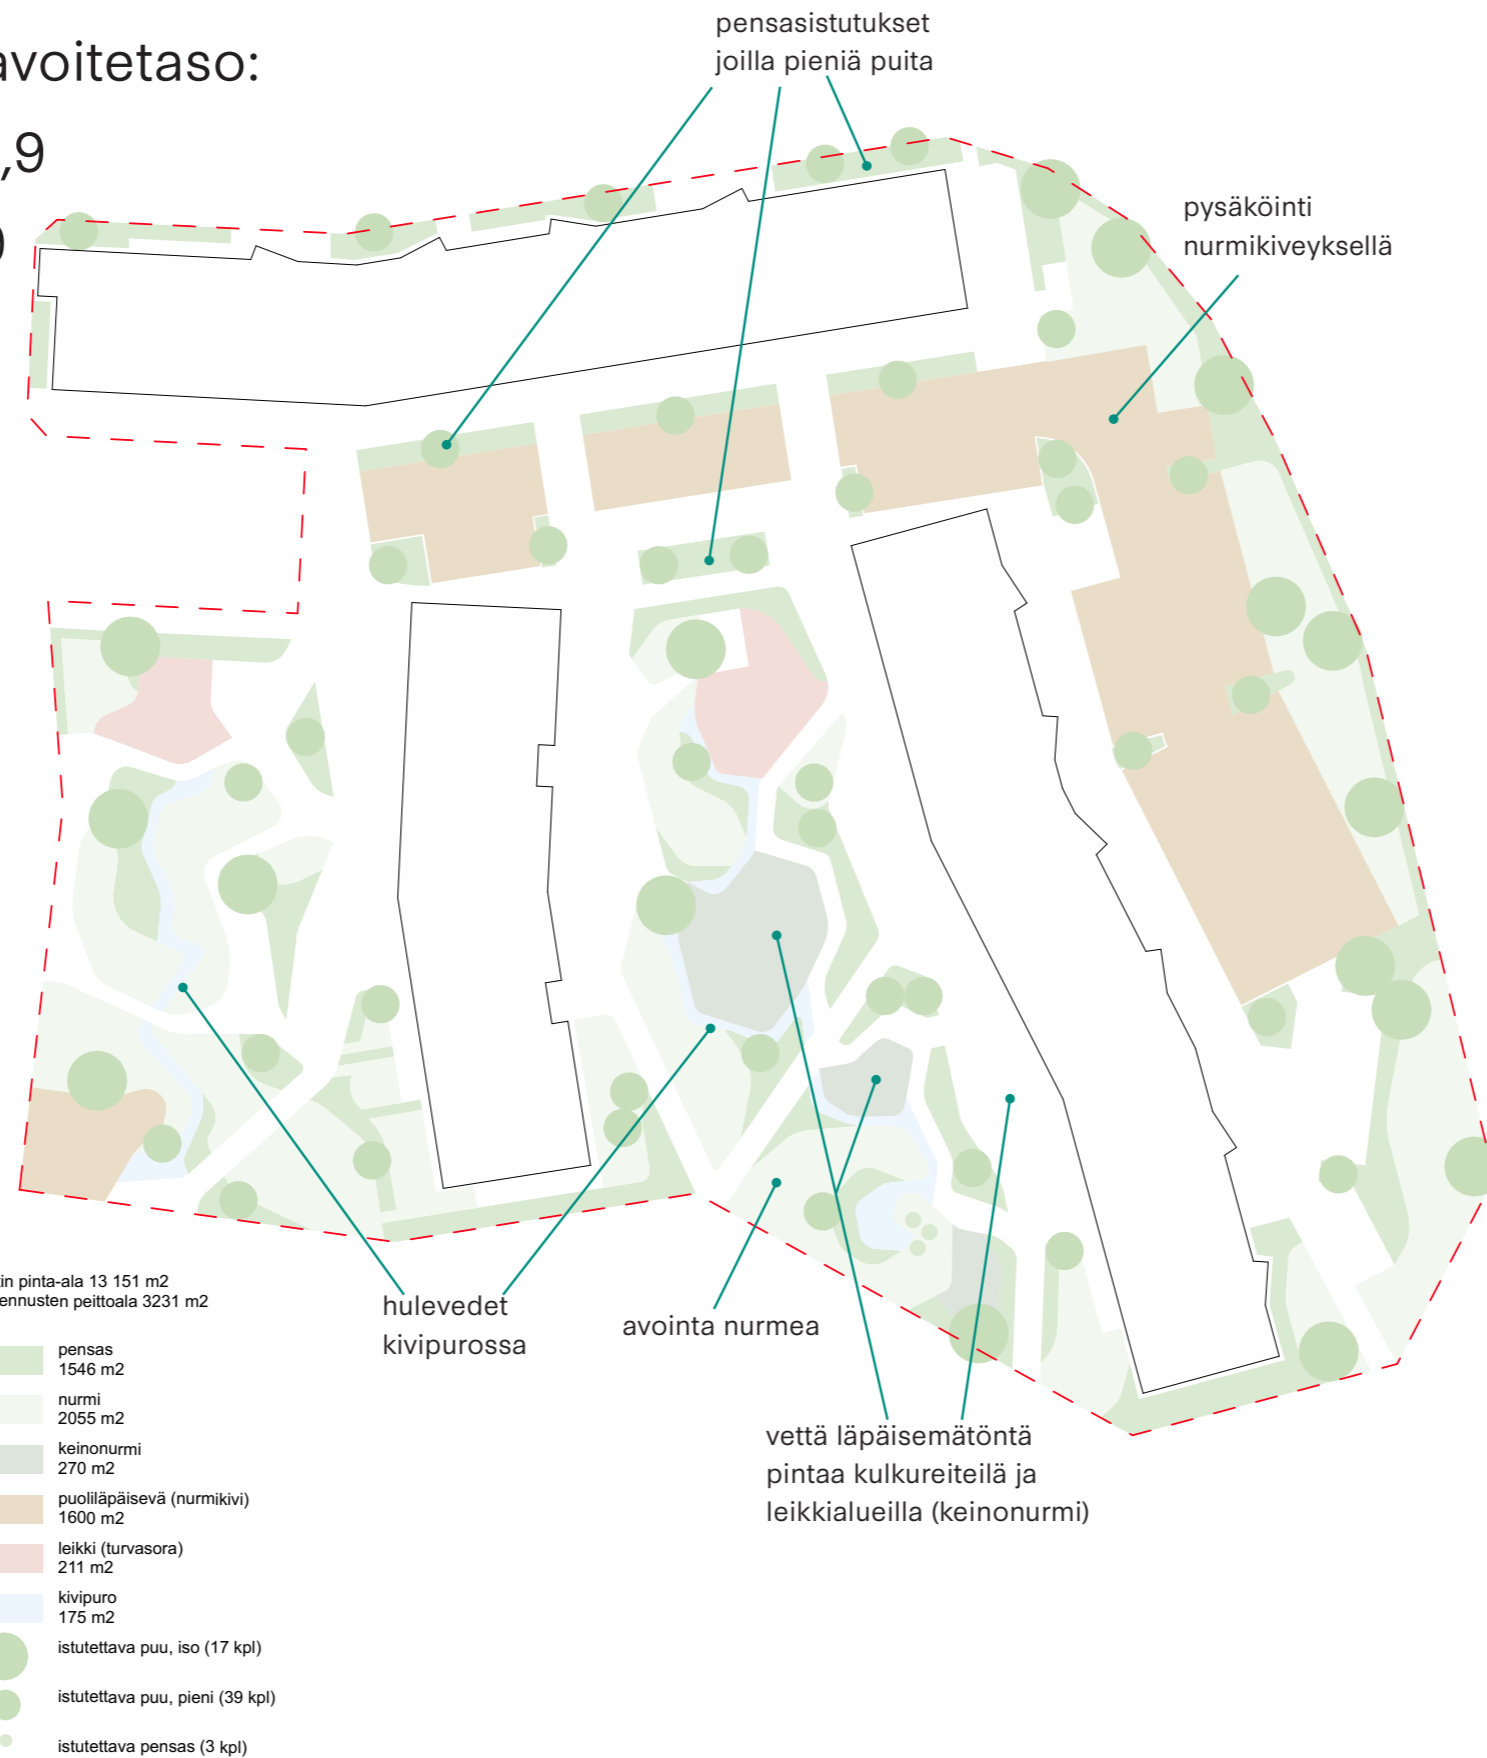 avoitetaso:
,9
pensasistutukset
joilla pieniä puita
pysäköinti
nurmikiveyksellä
hulevedet
kivipurossa
avointa nurmea
vettä läpäisemätöntä
pintaa kulkureiteilä ja
leikkialueilla (keinonurmi)
tin pinta-ala 13 151 m2
ennusten peittoala 3231 m2
pensas
1546 m2
nurmi
2055 m2
keinonurmi
270 m2
puoliläpäisevä (nurmikivi)
1600 m2
leikki (turvasora)
211 m2
kivipuro
175 m2
istutettava puu, iso (17 kpl)
istutettava puu, pieni (39 kpl)
istutettava pensas (3 kpl)